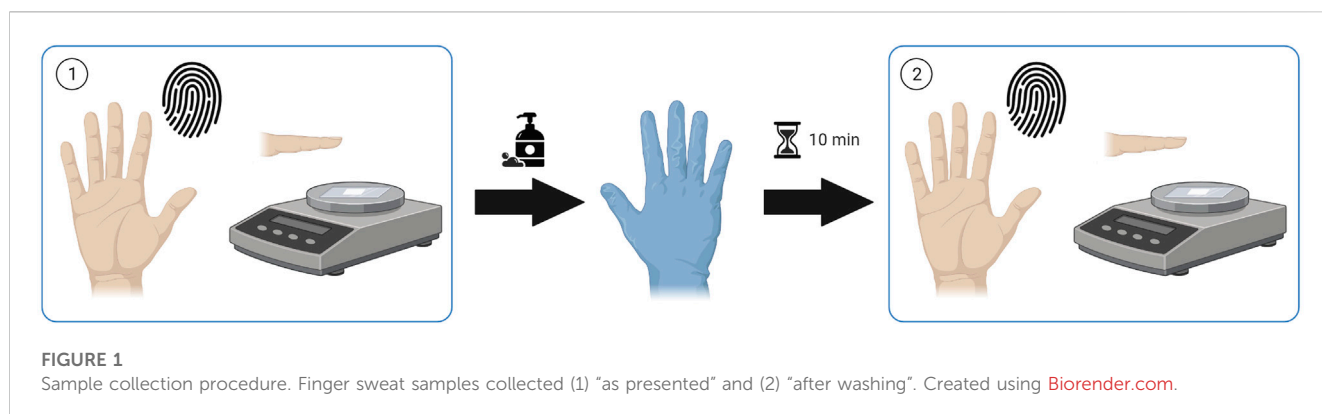 1
10 min
2
FIGURE 1
Sample collection procedure. Finger sweat samples collected (1) "as presented" and (2) "after washing". Created using Biorender.com.